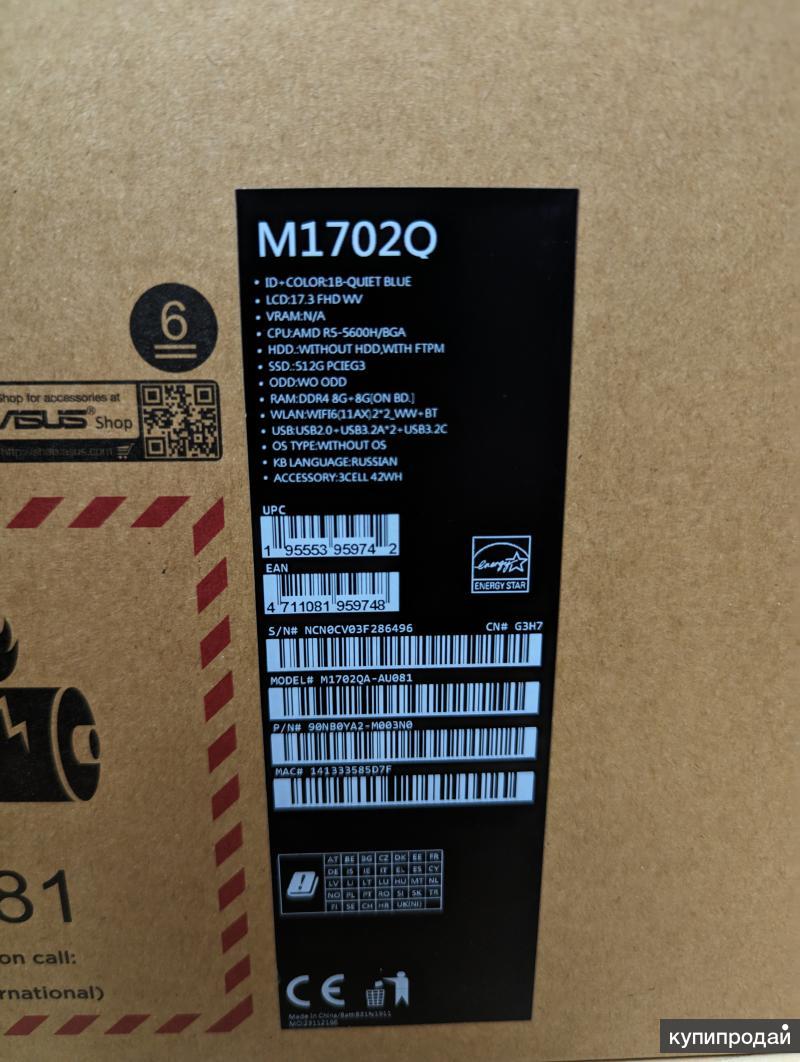 M1702Q
• ID+COLOR:1B-QUIET BLUE
• LCD:17.3 FHD WV
• VRAM:N/A
• CPU:AMD R5-5600H/BGA
• HDD.:WITHOUT HDD,WITH FTPM
• SSD.:512G PCIEG3
• ODD:WO ODD
• RAM:DDR4 8G+8G[ON BD.]
• WLAN:WIFI6(11AX)2*2_WW+BT
• USB:USB2.0+USB3.2A*2+USB3.2C
• OS TYPE:WITHOUT OS
• KB LANGUAGE:RUSSIAN
• ACCESSORY:3CELL 42WH
6
Shop for accessories at
ASUS® Shop
UPC
1 95553 95974 2
EAN
4 711081 959748
energy
ENERGY STAR
S/N# NCN0CV03F286496 CN# G3H7
MODEL# M1702QA-AU081
P/N# 90NB0YA2-M003N0
MAC# 141333585D7F
AT BE BG CZ DK EE FR
DE IS IE IT EL ES CY
LV LI LT LU HU MT NL
NO PL PT RO SI SK TR
FI SE CH HR UK(NI)
81
on call:
rnational)
CE
Made in China/
купипродай